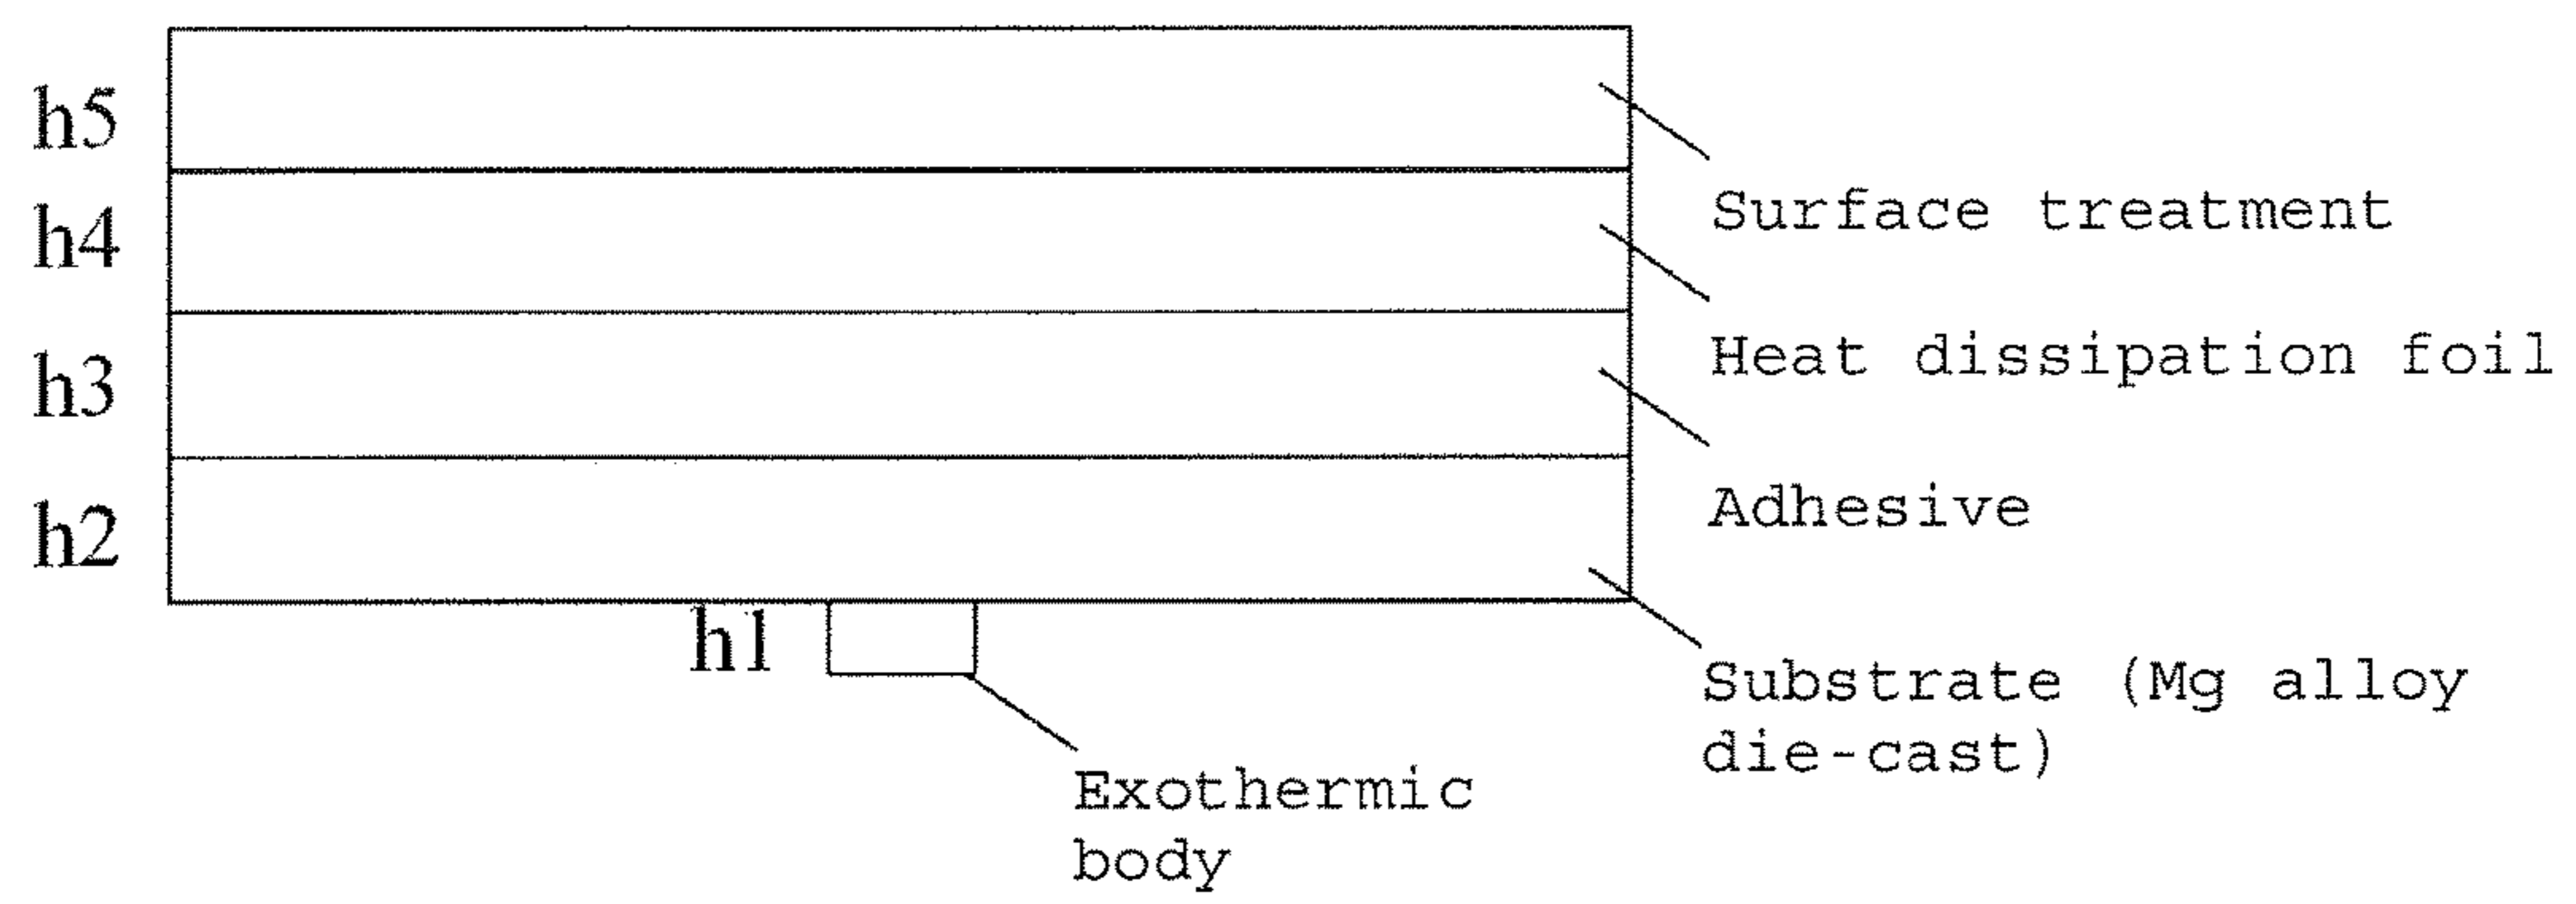 h5
Surface treatment
h4
Heat dissipation foil
h3
Adhesive
h2
h1
Substrate (Mg alloy
die-cast)
Exothermic
body